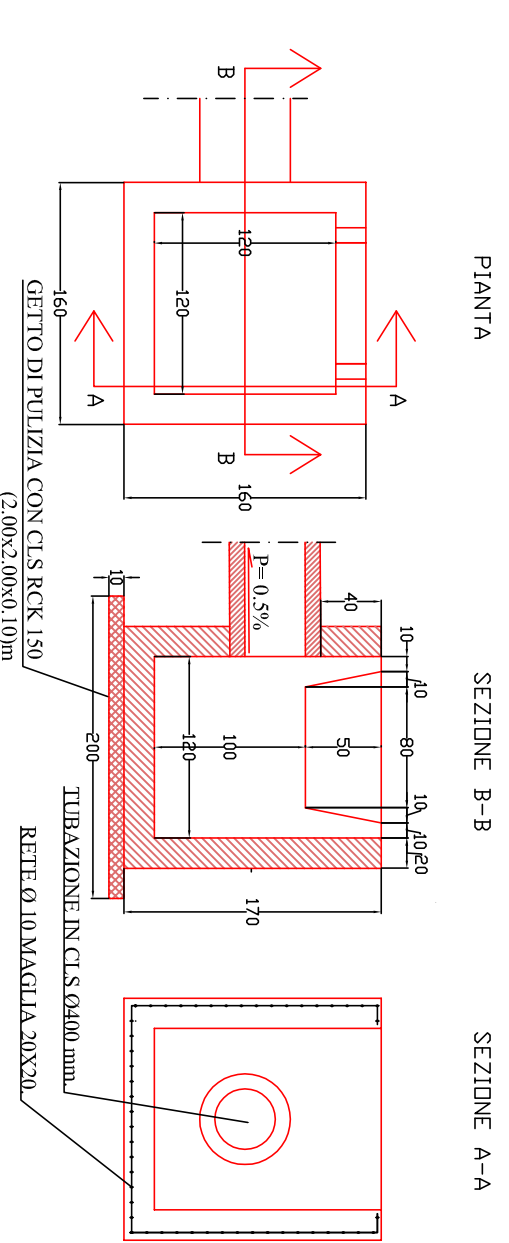 PIANTA
B
B
A
A
120
120
160
160
GETTO DI PULIZIA CON CLS RCK 150
(2.00x2.00x0.10)m
SEZIONE B-B
10
10
80
10
10
20
40
50
100
120
170
P= 0.5%
10
200
SEZIONE A-A
TUBAZIONE IN CLS Ø400 mm.
RETE Ø 10 MAGLIA 20X20.